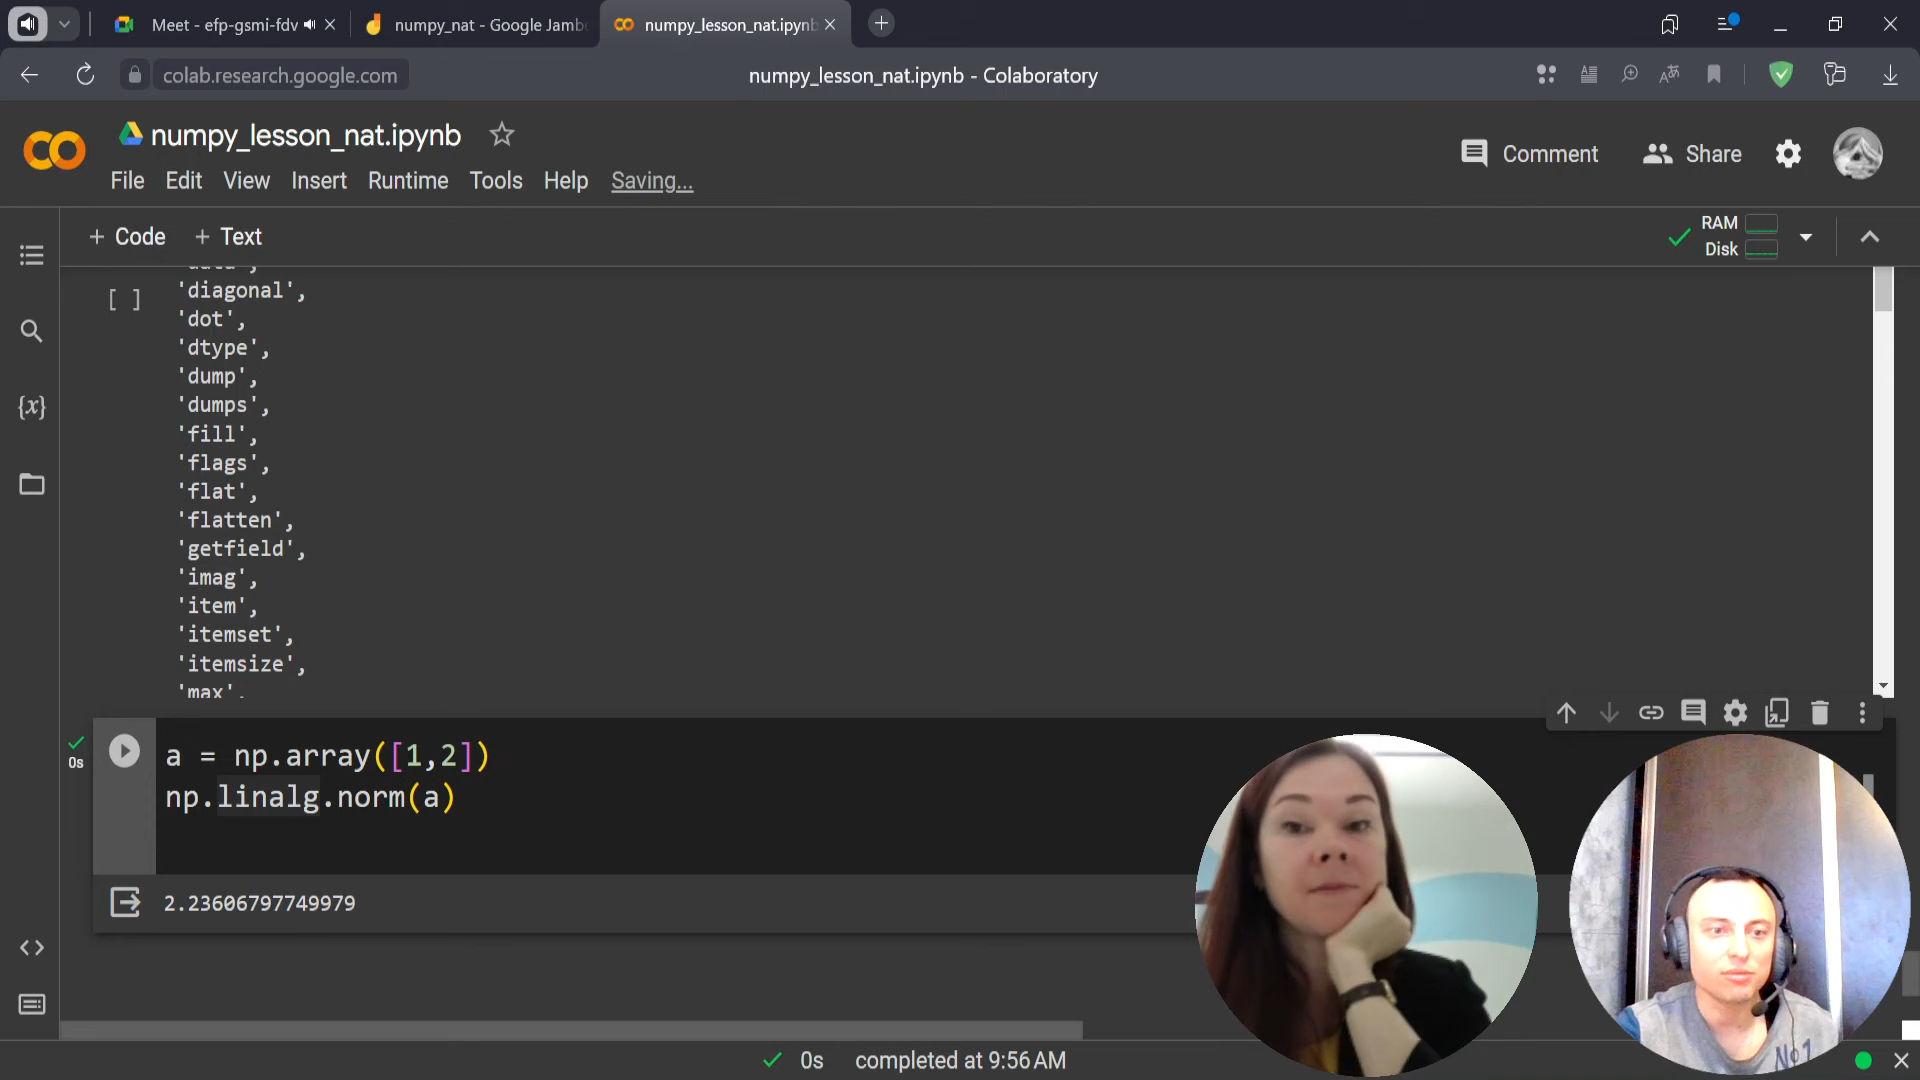 Meet - efp-gsmi-fdv
numpy_nat - Google Jambo
numpy_lesson_nat.ipynb
colab.research.google.com
numpy_lesson_nat.ipynb - Colaboratory
numpy_lesson_nat.ipynb
Comment
Share
File Edit View Insert Runtime Tools Help Saving...
+ Code + Text
RAM
Disk
[ ]
'diagonal',
'dot',
'dtype',
'dump',
'dumps',
'fill',
'flags',
'flat',
'flatten',
'getfield',
'imag',
'item',
'itemset',
'itemsize',
'max',
{x}
0s
a = np.array([1,2])
np.linalg.norm(a)
2.23606797749979
No1
0s completed at 9:56 AM